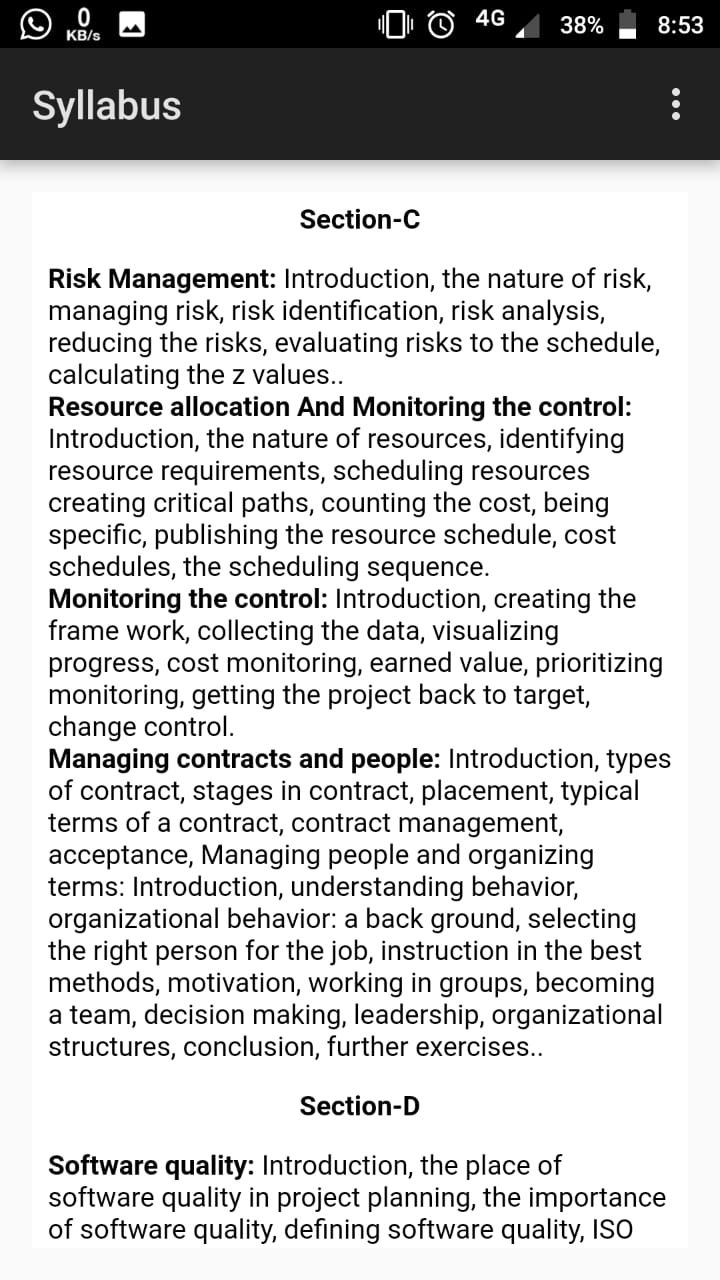 0
KB/s
4G
38%
8:53
Syllabus
Section-C
Risk Management: Introduction, the nature of risk,
managing risk, risk identification, risk analysis,
reducing the risks, evaluating risks to the schedule,
calculating the z values..
Resource allocation And Monitoring the control:
Introduction, the nature of resources, identifying
resource requirements, scheduling resources
creating critical paths, counting the cost, being
specific, publishing the resource schedule, cost
schedules, the scheduling sequence.
Monitoring the control: Introduction, creating the
frame work, collecting the data, visualizing
progress, cost monitoring, earned value, prioritizing
monitoring, getting the project back to target,
change control.
Managing contracts and people: Introduction, types
of contract, stages in contract, placement, typical
terms of a contract, contract management,
acceptance, Managing people and organizing
terms: Introduction, understanding behavior,
organizational behavior: a back ground, selecting
the right person for the job, instruction in the best
methods, motivation, working in groups, becoming
a team, decision making, leadership, organizational
structures, conclusion, further exercises..
Section-D
Software quality: Introduction, the place of
software quality in project planning, the importance
of software quality, defining software quality, ISO